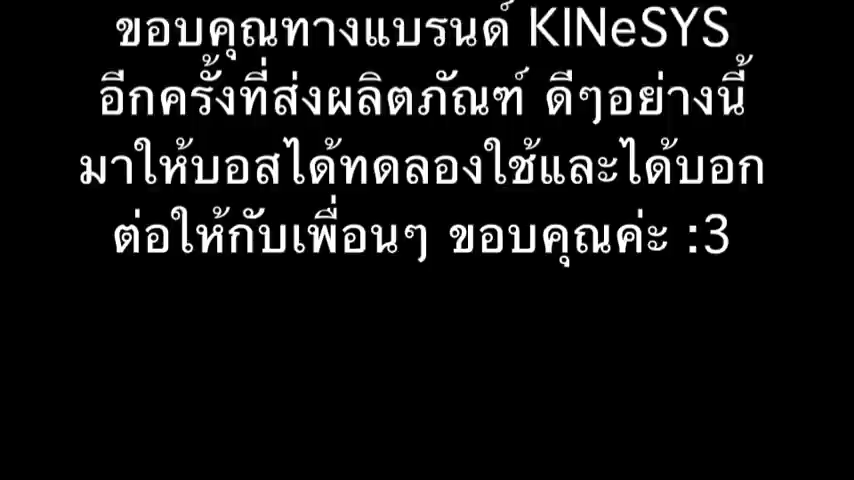 ขอบคุณทางแบรนด์ KINeSYS
อีกครั้งที่ส่งผลิตภัณฑ์ ดีๆอย่างนี้
มาให้บอสได้ทดลองใช้และได้บอก
ต่อให้กับเพื่อนๆ ขอบคุณค่ะ :3